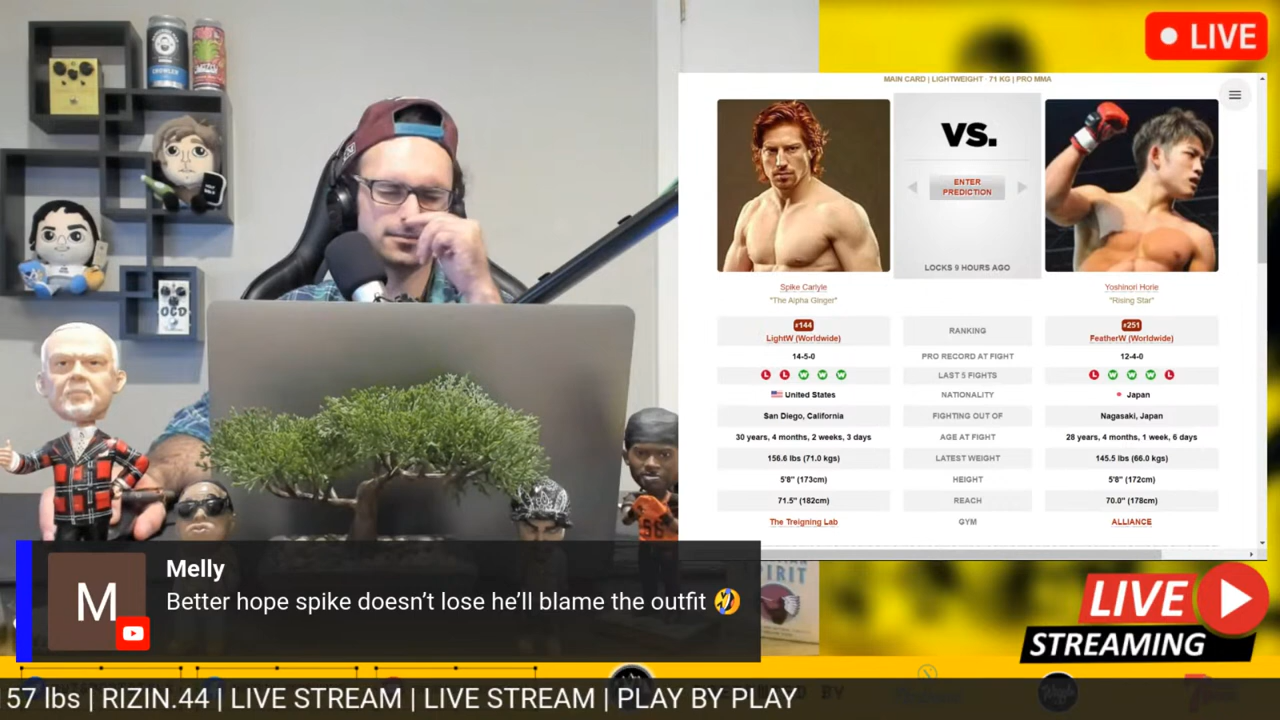 LIVE
MAIN CARD | LIGHTWEIGHT · 71 KG | PRO MMA
VS.
ENTER
PREDICTION
LOCKS 9 HOURS AGO
Spike Carlyle
Yoshinori Horie
"The Alpha Ginger"
"Rising Star"
#144
LightW (Worldwide)
RANKING
#251
FeatherW (Worldwide)
14-5-0
PRO RECORD AT FIGHT
12-4-0
L L W W W
LAST 5 FIGHTS
L W W W L
United States
NATIONALITY
Japan
San Diego, California
FIGHTING OUT OF
Nagasaki, Japan
30 years, 4 months, 2 weeks, 3 days
AGE AT FIGHT
28 years, 4 months, 1 week, 6 days
156.6 lbs (71.0 kgs)
LATEST WEIGHT
145.5 lbs (66.0 kgs)
5'8" (173cm)
HEIGHT
5'8" (172cm)
71.5" (182cm)
REACH
70.0" (178cm)
The Treigning Lab
GYM
ALLIANCE
CROWLER
OCD
56
SPIRIT
M
Melly
Better hope spike doesn't lose he'll blame the outfit 🤣
LIVE
STREAMING
57 lbs | RIZIN.44 | LIVE STREAM | LIVE STREAM | PLAY BY PLAY